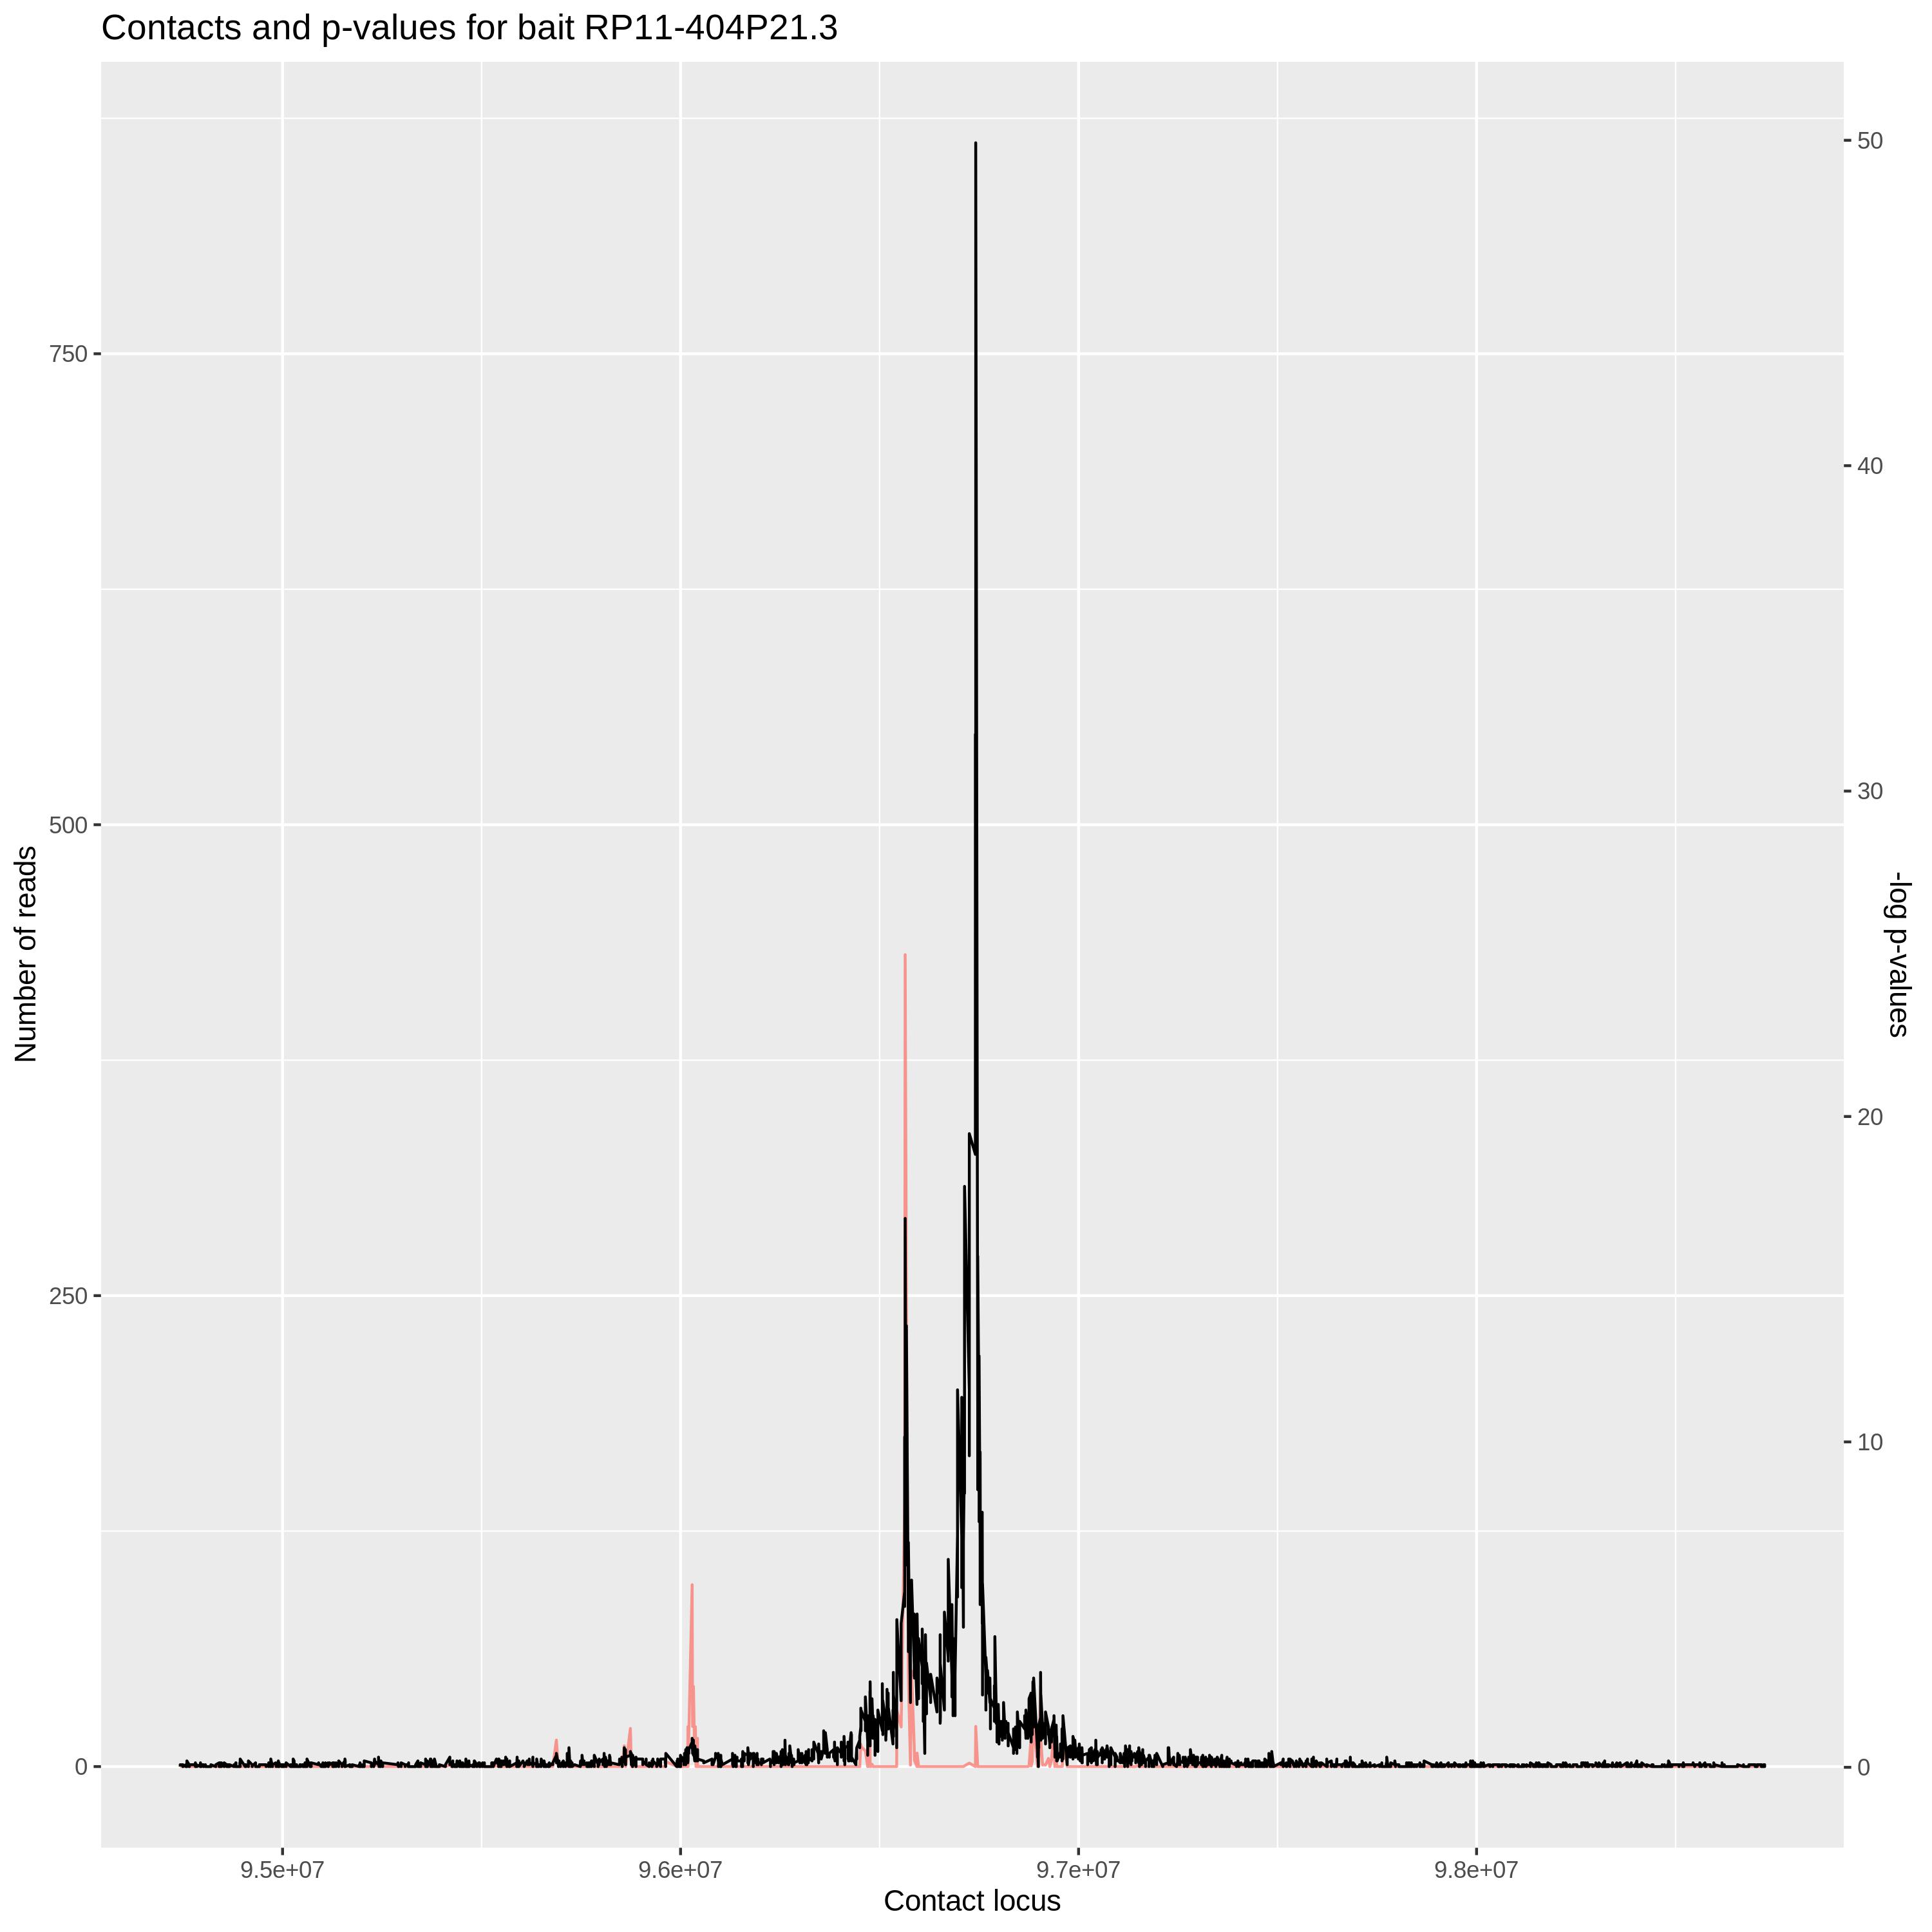 Contacts and p-values for bait RP11-404P21.3
750
500
250
0
Number of reads
50
40
30
20
10
0
-log p-values
9.5e+07
9.6e+07
9.7e+07
9.8e+07
Contact locus